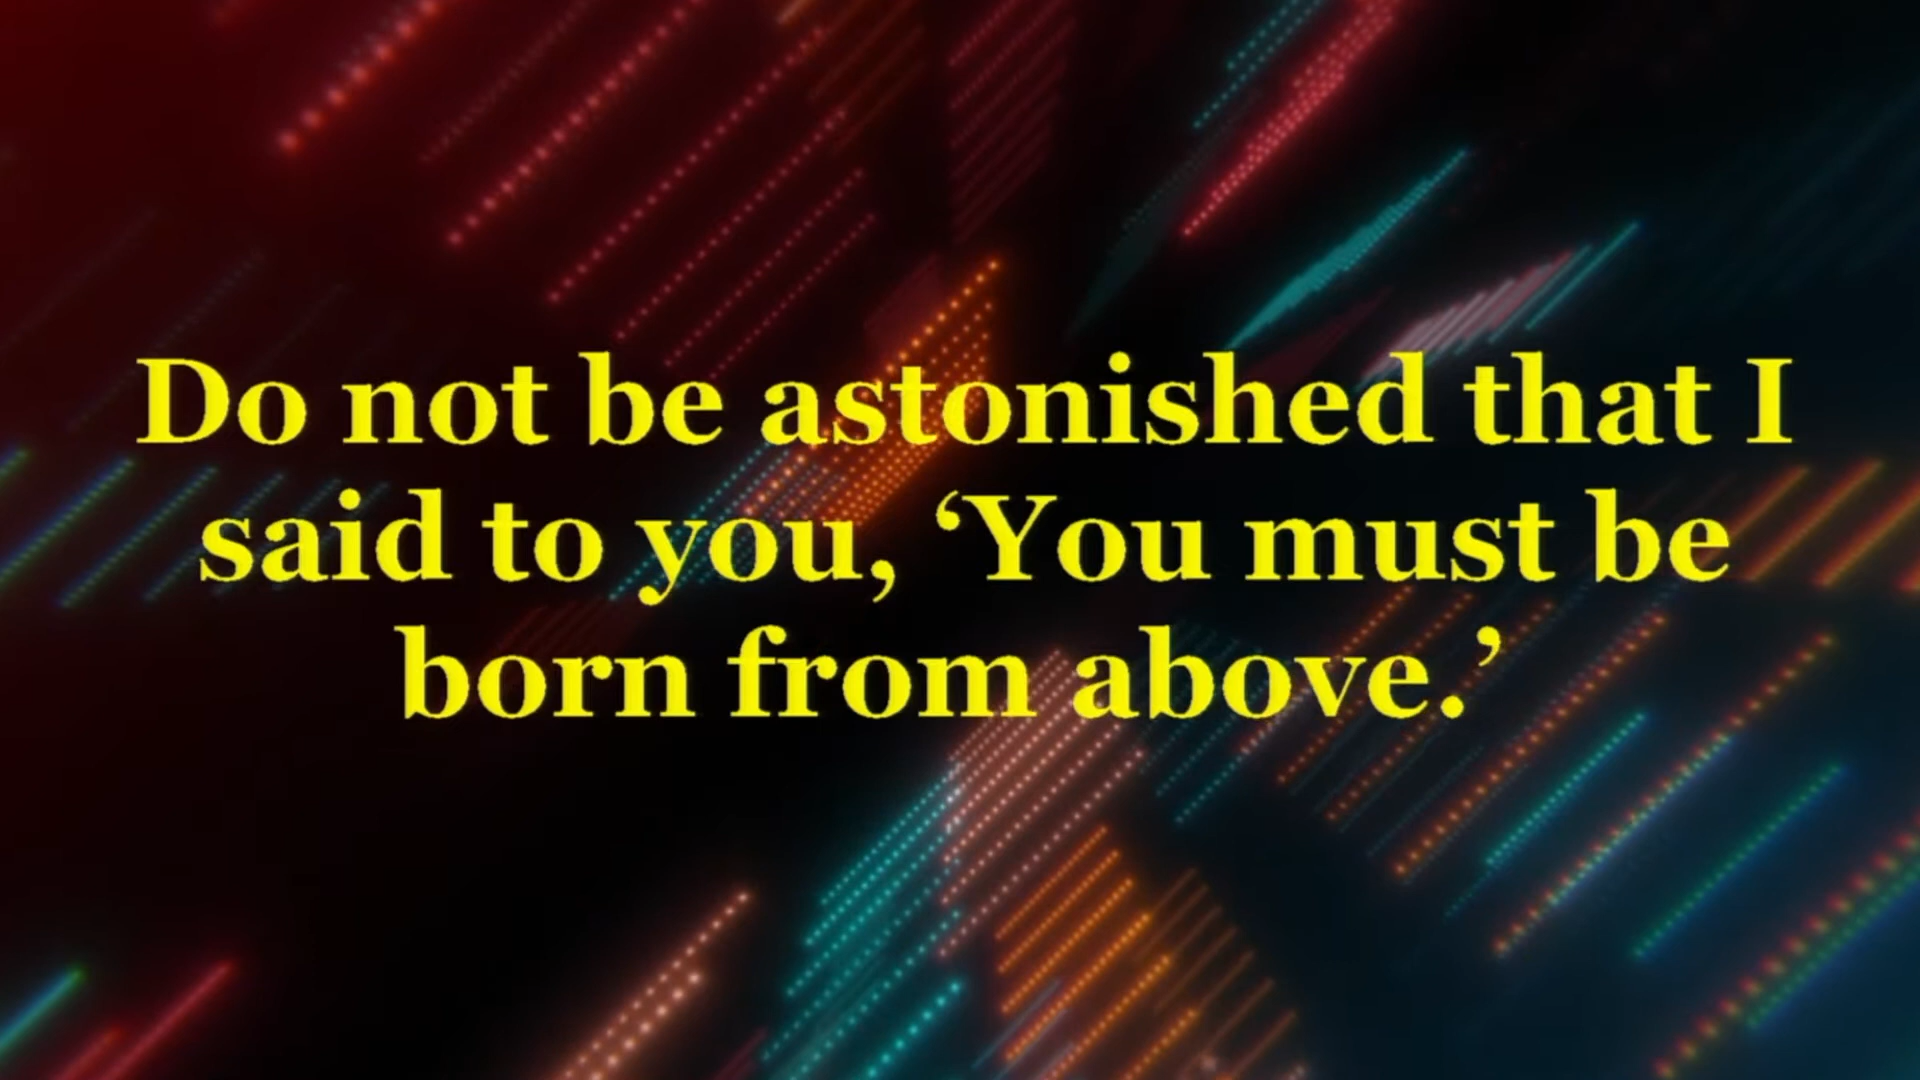 Do not be astonished that I
said to you, ‘You must be
born from above.’